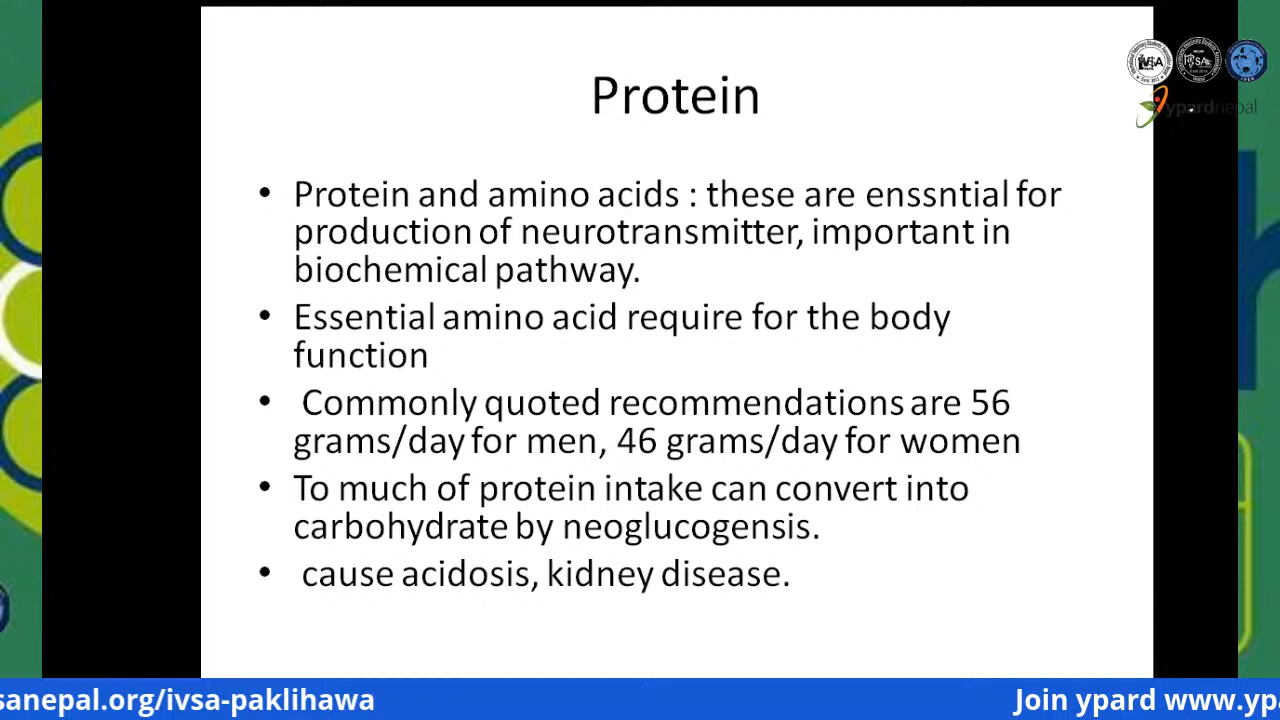 Protein
• Protein and amino acids : these are enssntial for
production of neurotransmitter, important in
biochemical pathway.
• Essential amino acid require for the body
function
• Commonly quoted recommendations are 56
grams/day for men, 46 grams/day for women
• To much of protein intake can convert into
carbohydrate by neoglucogensis.
• cause acidosis, kidney disease.
ypardnepal
sanepal.org/ivsa-paklihawa
Join ypard www.ypa